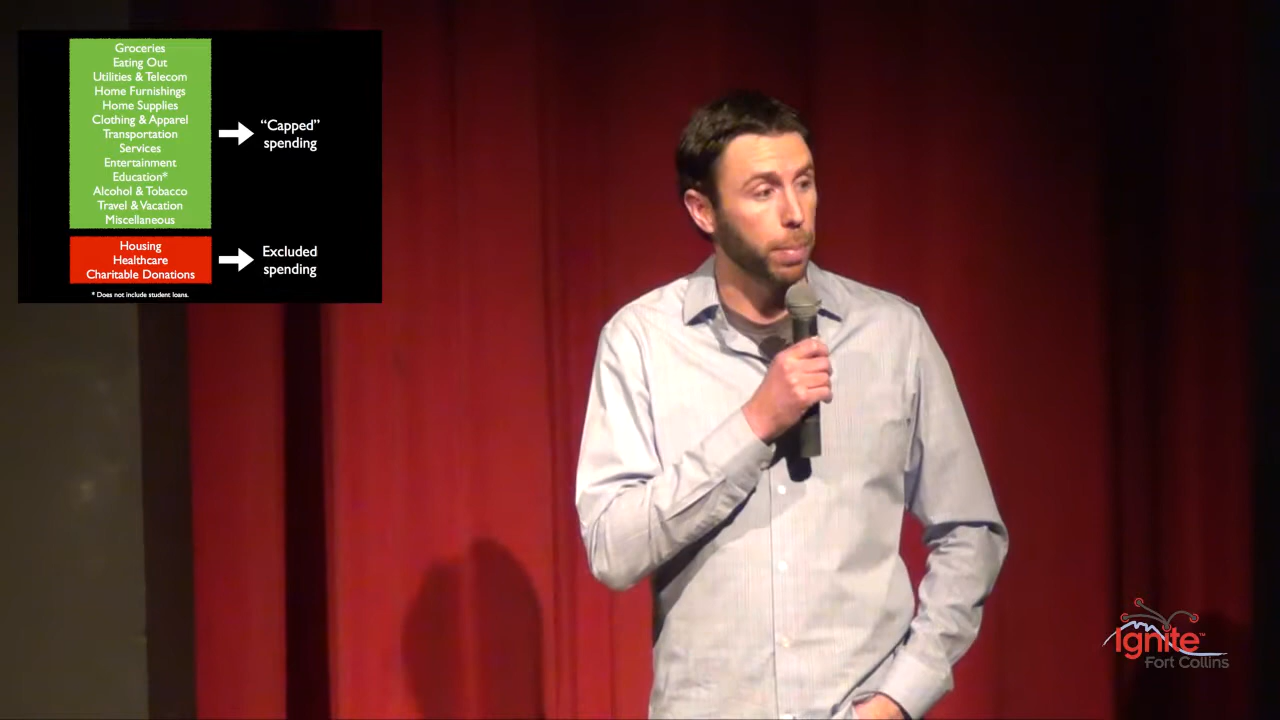 Groceries
Eating Out
Utilities & Telecom
Home Furnishings
Home Supplies
Clothing & Apparel
Transportation
Services
Entertainment
Education*
Alcohol & Tobacco
Travel & Vacation
Miscellaneous
“Capped”
spending
Housing
Healthcare
Charitable Donations
Excluded
spending
* Does not include student loans.
Ignite™
Fort Collins